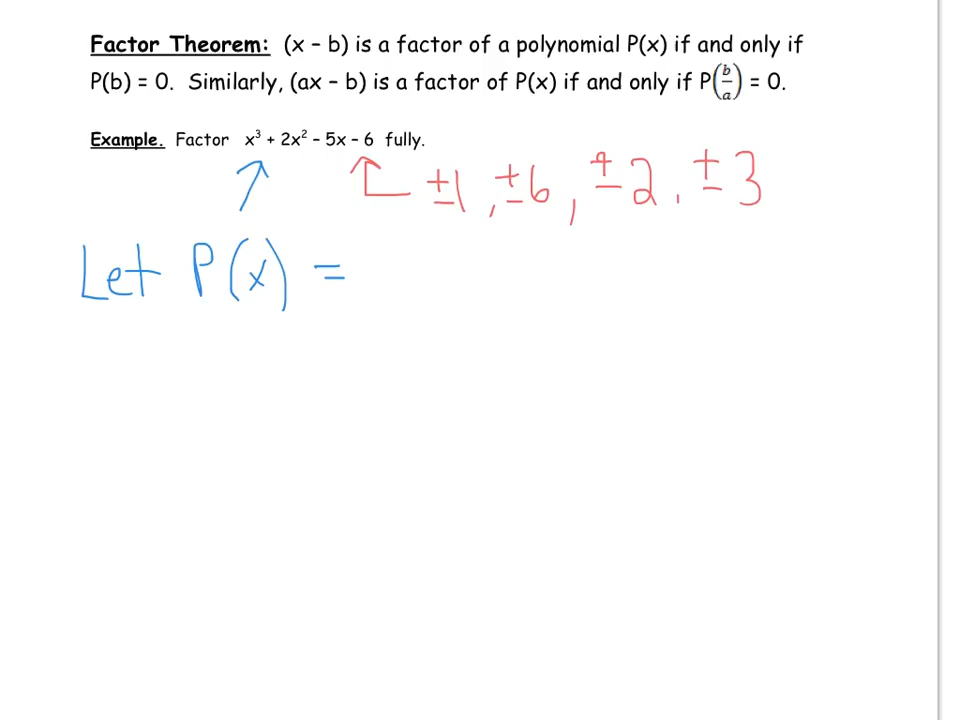 Factor Theorem: (x – b) is a factor of a polynomial P(x) if and only if
P(b) = 0. Similarly, (ax – b) is a factor of P(x) if and only if P(b/a) = 0.
Example. Factor x³ + 2x² – 5x – 6 fully.
±1, ±6, ±2, ±3
Let P(x) =